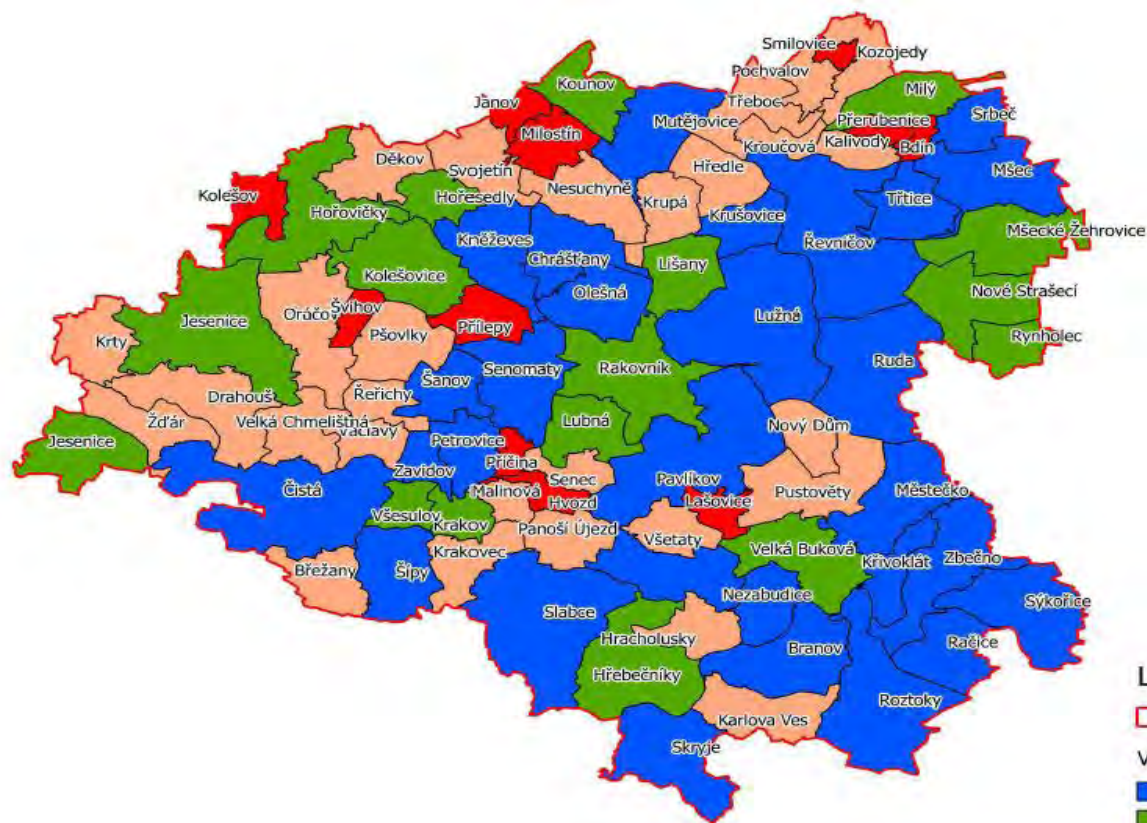 Smilovice
Kozojedy
Pochvalov
Kounov
Milý
Třeboc
Janov
Přerubenice
Srbeč
Mutějovice
Milostín
Kroučová
Kalivody
Bdín
Děkov
Hředle
Mšec
Svojetín
Kolešov
Nesuchyně
Hořesedly
Třtice
Krupá
Hořovičky
Krušovice
Mšecké Žehrovice
Kněževes
Řevničov
Chrášťany
Lišany
Kolešovice
Olešná
Nové Strašecí
Švihov
Oráčov
Lužná
Jesenice
Přílepy
Pšovlky
Rynholec
Krty
Senomaty
Rakovník
Ruda
Šanov
Řeřichy
Drahouš
Žďár
Velká Chmelištná
Lubná
Nový Dům
Václavy
Jesenice
Petrovice
Příčina
Zavidov
Senec
Pavlíkov
Pustověty
Čistá
Malinová
Městečko
Hvozd
Lašovice
Všesulov
Krakov
Panoší Újezd
Všetaty
Velká Buková
Krakovec
Zbečno
Křivoklát
Břežany
Šípy
Nezabudice
Sýkořice
Slabce
Hracholusky
Račice
Branov
Hřebečníky
Roztoky
Karlova Ves
Skryje